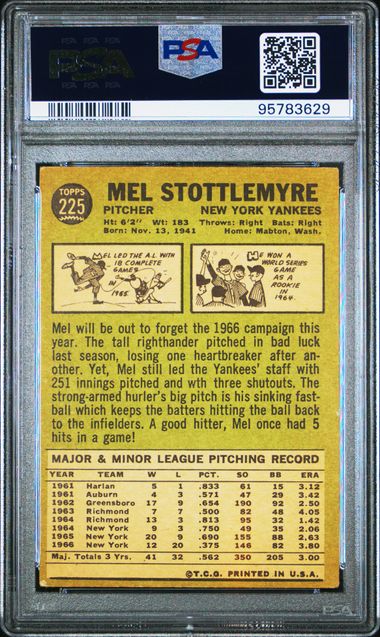 PSA
PSA
95783629
TOPPS
225
MEL STOTTLEMYRE
PITCHER NEW YORK YANKEES
Ht: 6'2" Wt: 183 Throws: Right Bats: Right
Born: Nov. 13, 1941 Home: Mabton, Wash.
MEL LED THE A.L. WITH
18 COMPLETE
GAMES
IN
1965
HE WON A
WORLD SERIES
GAME
AS A
ROOKIE
IN
1964.
Mel will be out to forget the 1966 campaign this
year. The tall righthander pitched in bad luck
last season, losing one heartbreaker after an-
other. Yet, Mel still led the Yankees' staff with
251 innings pitched and wth three shutouts. The
strong-armed hurler's big pitch is his sinking fast-
ball which keeps the batters hitting the ball back
to the infielders. A good hitter, Mel once had 5
hits in a game!
MAJOR & MINOR LEAGUE PITCHING RECORD
YEAR TEAM W L PCT. SO BB ERA
1961 Harlan 5 1 .833 61 15 3.12
1961 Auburn 4 3 .571 47 29 3.42
1962 Greensboro 17 9 .654 190 92 2.50
1963 Richmond 7 7 .500 82 48 4.05
1964 Richmond 13 3 .813 95 32 1.42
1964 New York 9 3 .750 49 35 2.06
1965 New York 20 9 .690 155 88 2.63
1966 New York 12 20 .375 146 82 3.80
Maj. Totals 3 Yrs. 41 32 .562 350 205 3.00
©T.C.G. PRINTED IN U.S.A.